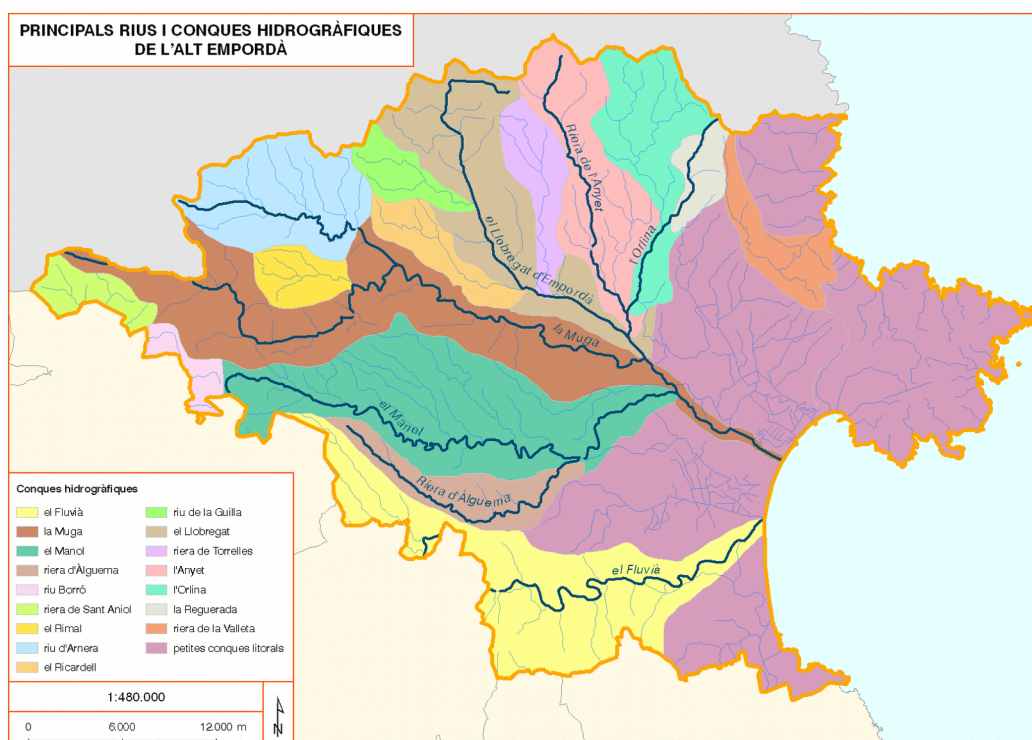 PRINCIPALS RIUS I CONQUES HIDROGRÀFIQUES
DE L'ALT EMPORDÀ
Riera de l'Anyet
l'Orlina
el Llobregat d'Empordà
la Muga
el Manol
Riera d'Àlguema
el Fluvià
Conques hidrogràfiques
el Fluvià
la Muga
el Manol
riera d'Àlguema
riu Borró
riera de Sant Aniol
el Rimal
riu d'Arnera
el Ricardell
riu de la Guilla
el Llobregat
riera de Torrelles
l'Anyet
l'Orlina
la Reguerada
riera de la Valleta
petites conques litorals
1:480.000
0 6.000 12.000 m
N